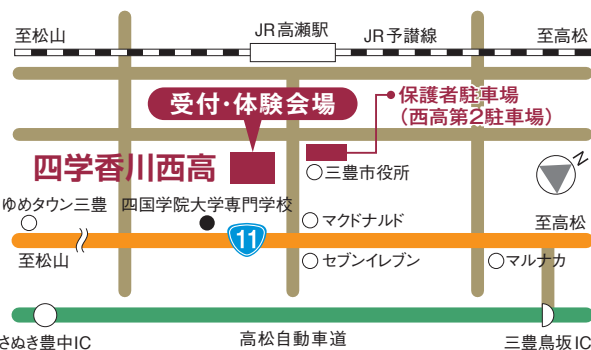 至松山
JR高瀬駅
JR予讃線
至高松
受付・体験会場
保護者駐車場
（西高第2駐車場）
四学香川西高
三豊市役所
N
ゆめタウン三豊
四国学院大学専門学校
マクドナルド
至高松
11
至松山
セブンイレブン
マルナカ
さぬき豊中IC
高松自動車道
三豊鳥坂IC